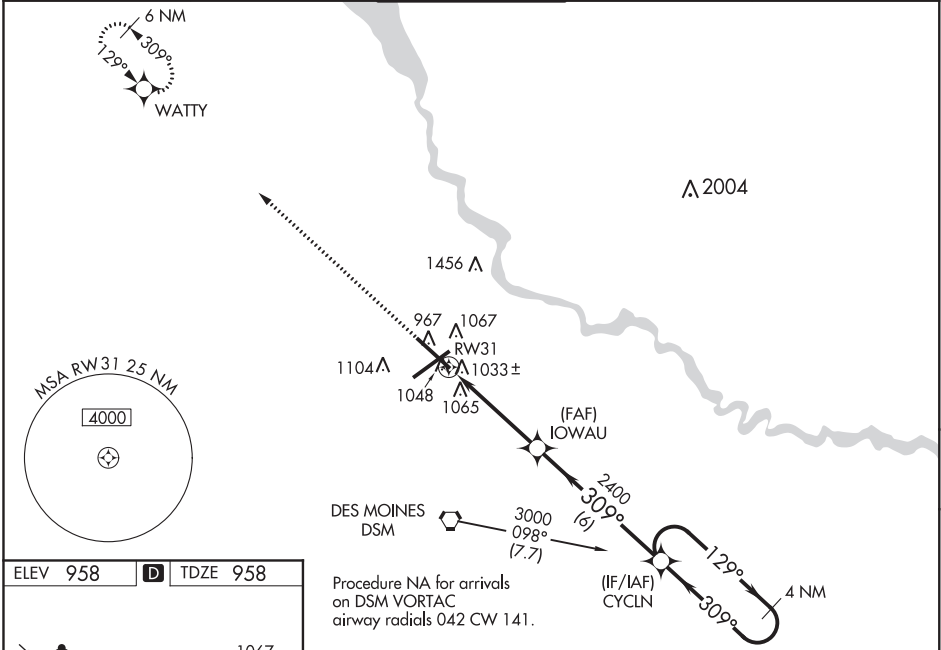 6 NM
309°
129°
WATTY
2004
1456
967
1067
RW31
1104
1033±
1048
1065
MSA RW31 25 NM
4000
(FAF)
IOWAU
2400
309°
(6)
DES MOINES
DSM
3000
098°
(7.7)
129°
(IF/IAF)
CYCLN
4 NM
309°
ELEV 958 D TDZE 958
Procedure NA for arrivals
on DSM VORTAC
airway radials 042 CW 141.